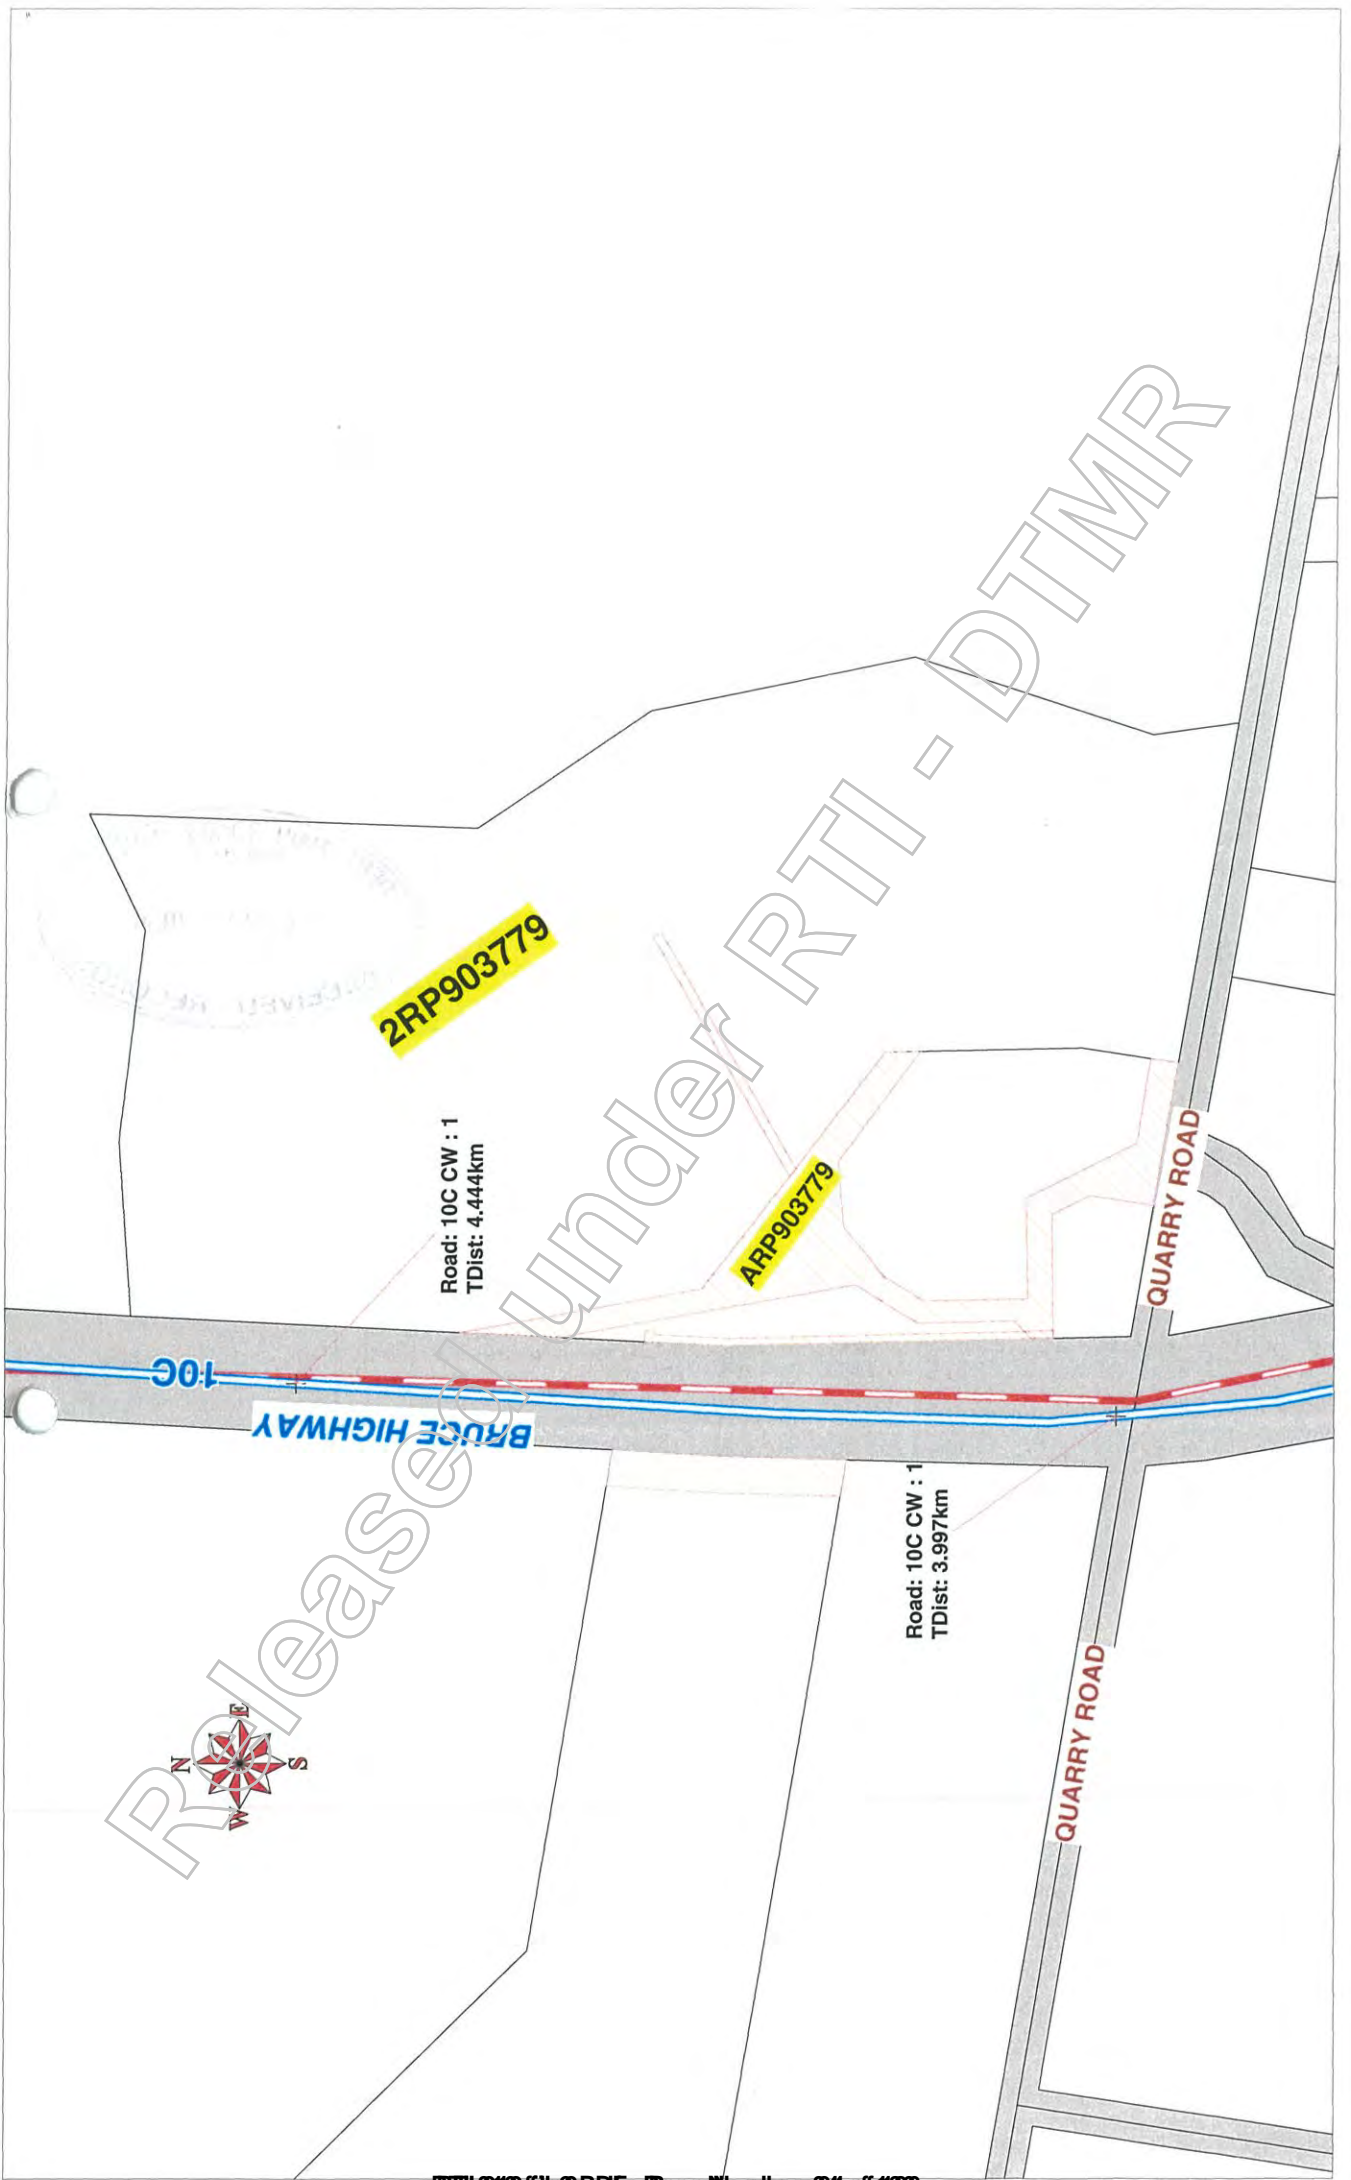 10C
BRUCE HIGHWAY
2RP903779
Road: 10C CW : 1
TDist: 4.444km
ARP903779
QUARRY ROAD
Road: 10C CW : 1
TDist: 3.997km
QUARRY ROAD
N
E
S
W
Released under RTI - DTMR